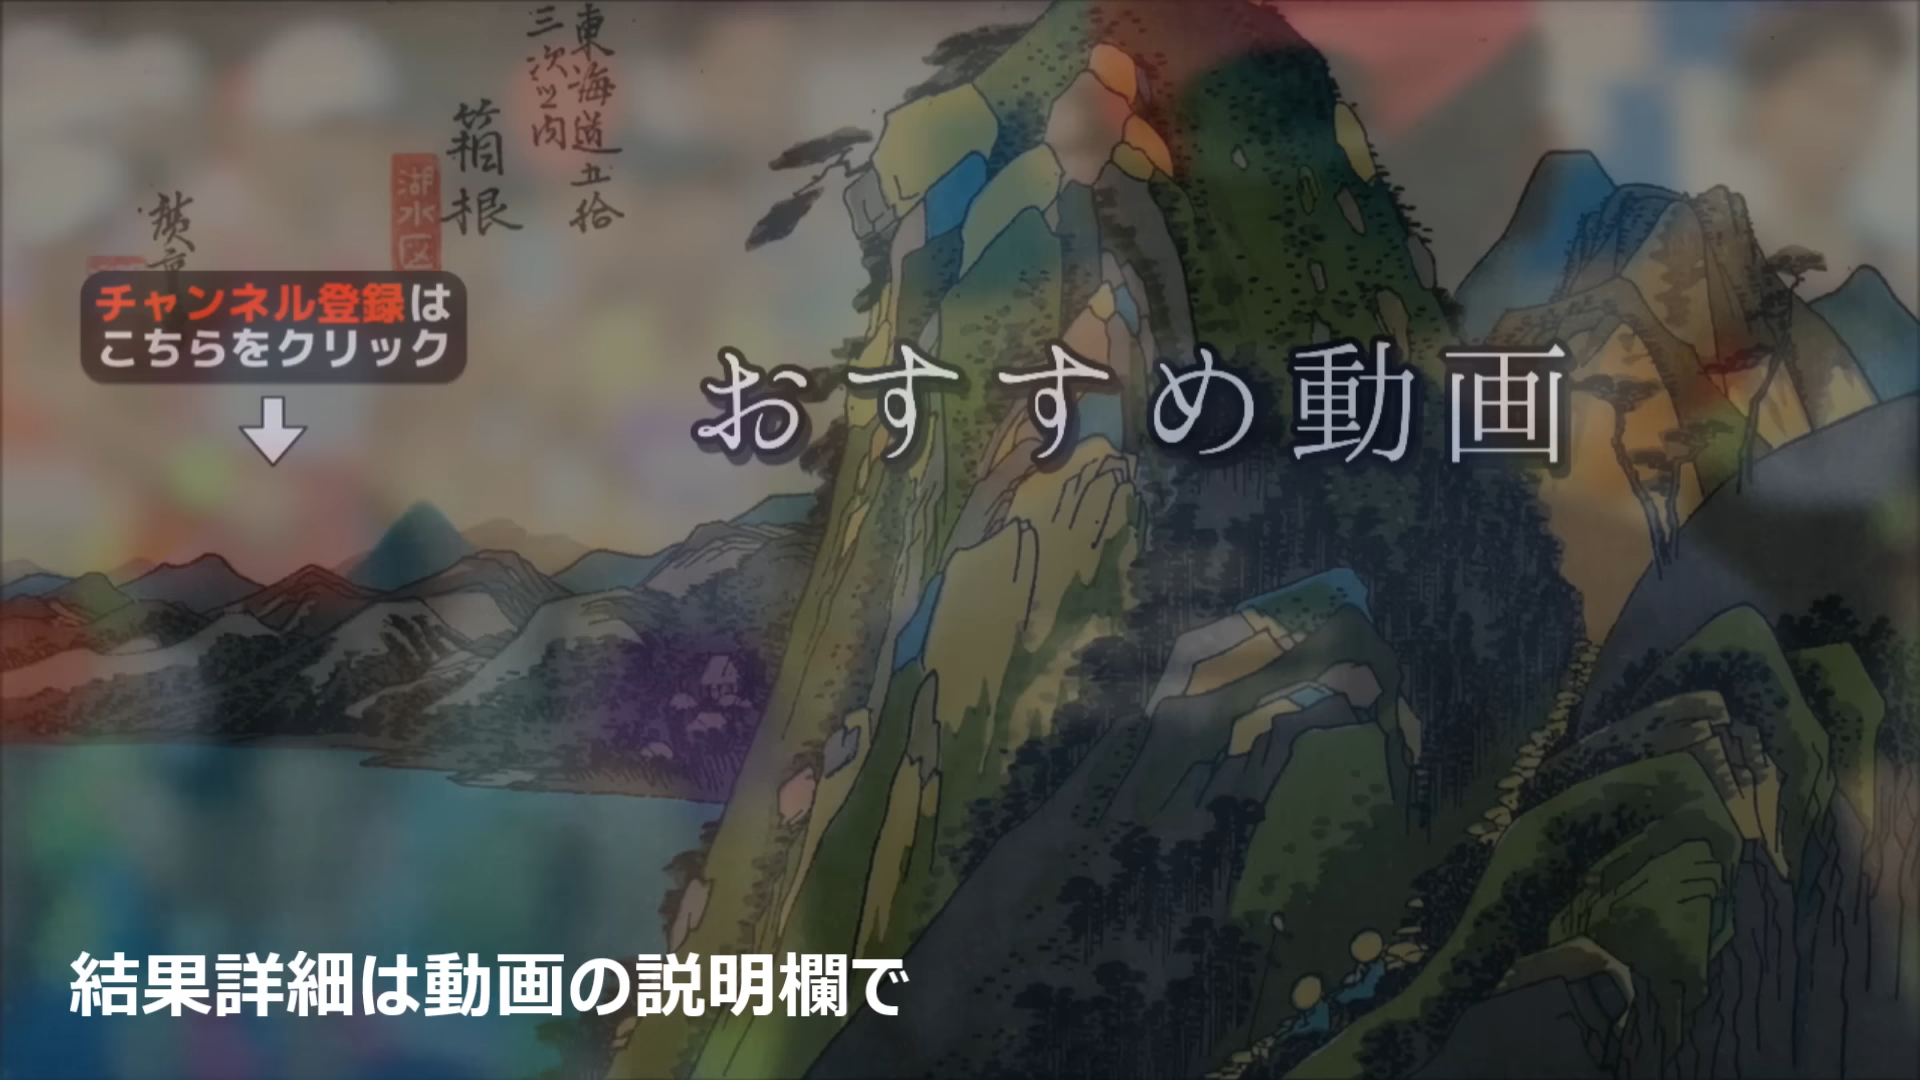 東海道五拾
三次之内
箱根
湖水図
チャンネル登録は
こちらをクリック
おすすめ動画
結果詳細は動画の説明欄で